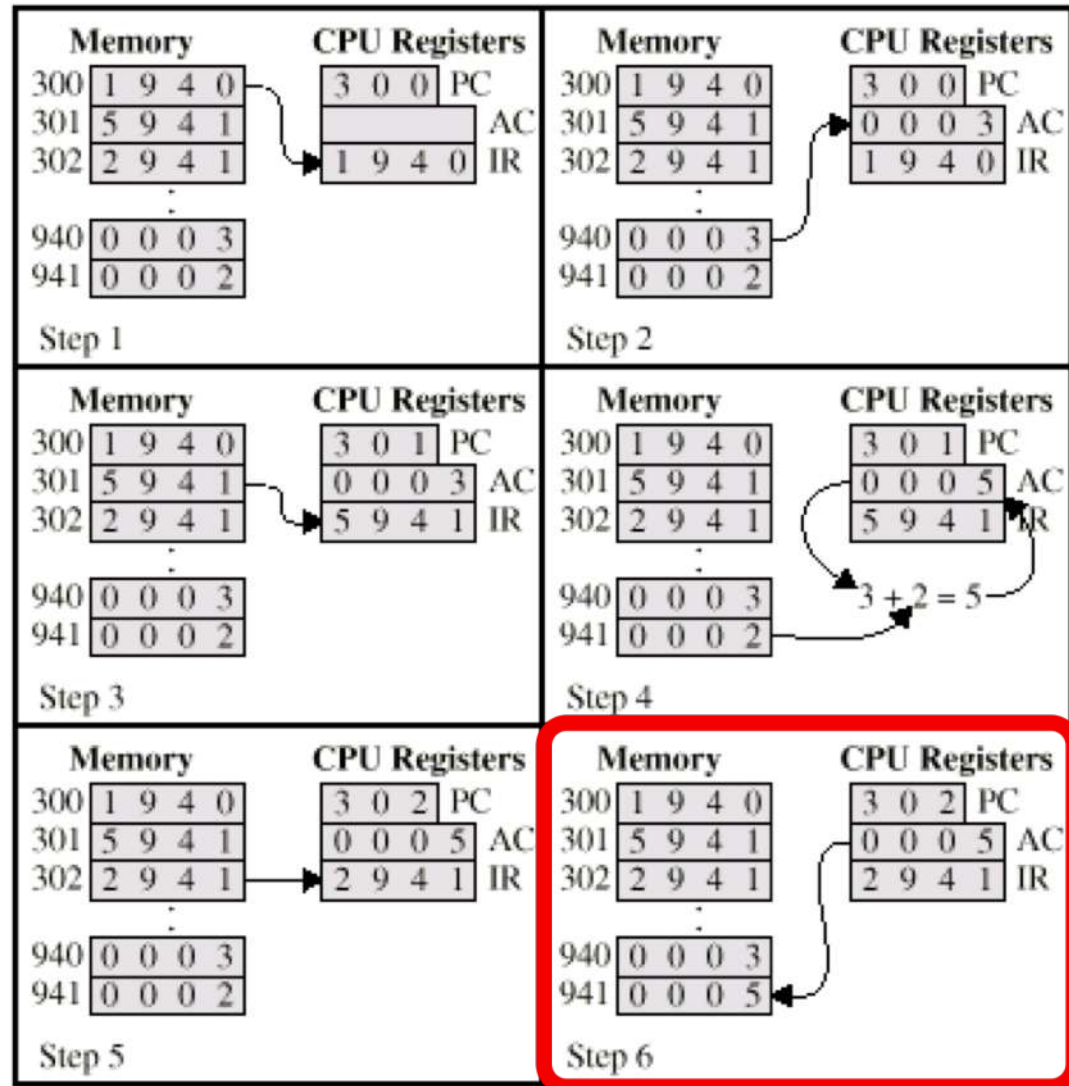 Memory CPU Registers
300 1 9 4 0 3 0 0 PC
301 5 9 4 1 AC
302 2 9 4 1 1 9 4 0 IR
940 0 0 0 3
941 0 0 0 2
Step 1
Memory CPU Registers
300 1 9 4 0 3 0 0 PC
301 5 9 4 1 0 0 0 3 AC
302 2 9 4 1 1 9 4 0 IR
940 0 0 0 3
941 0 0 0 2
Step 2
Memory CPU Registers
300 1 9 4 0 3 0 1 PC
301 5 9 4 1 0 0 0 3 AC
302 2 9 4 1 5 9 4 1 IR
940 0 0 0 3
941 0 0 0 2
Step 3
Memory CPU Registers
300 1 9 4 0 3 0 1 PC
301 5 9 4 1 0 0 0 5 AC
302 2 9 4 1 5 9 4 1 IR
940 0 0 0 3 3 + 2 = 5
941 0 0 0 2
Step 4
Memory CPU Registers
300 1 9 4 0 3 0 2 PC
301 5 9 4 1 0 0 0 5 AC
302 2 9 4 1 2 9 4 1 IR
940 0 0 0 3
941 0 0 0 2
Step 5
Memory CPU Registers
300 1 9 4 0 3 0 2 PC
301 5 9 4 1 0 0 0 5 AC
302 2 9 4 1 2 9 4 1 IR
940 0 0 0 3
941 0 0 0 5
Step 6